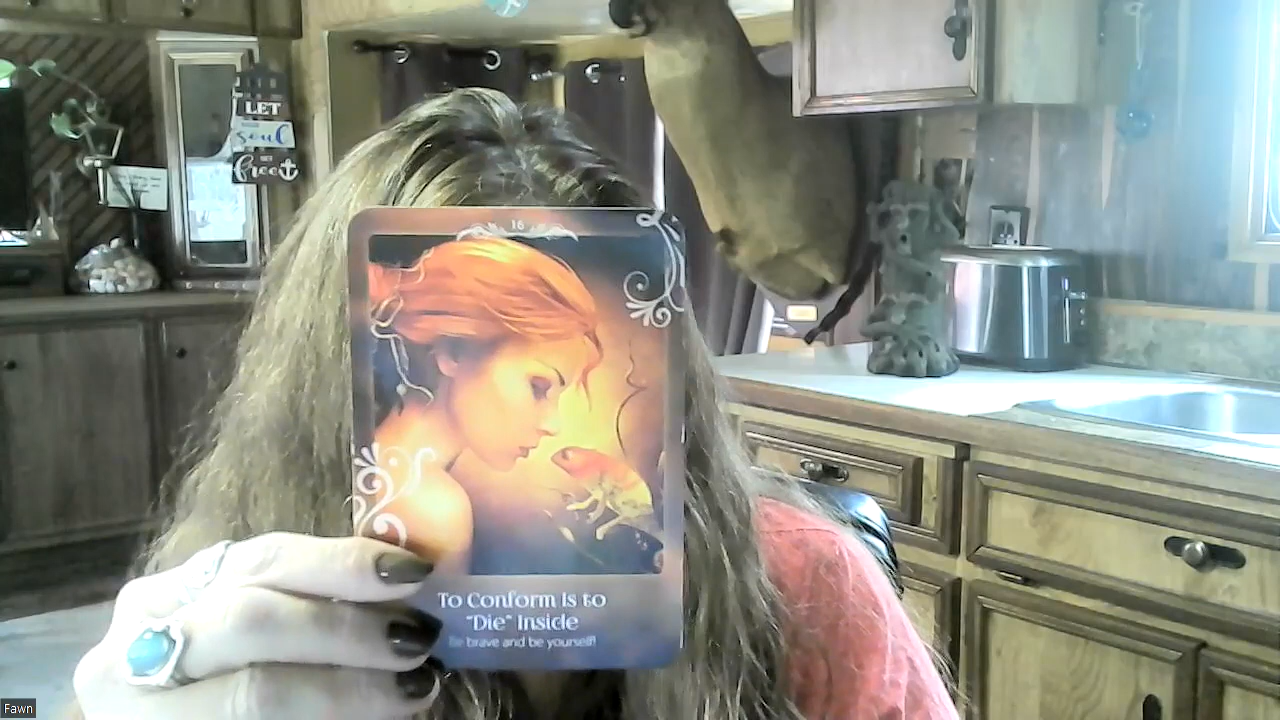 LET
soul
free
16
To Conform is to
"Die" Inside
Be brave and be yourself!
Fawn